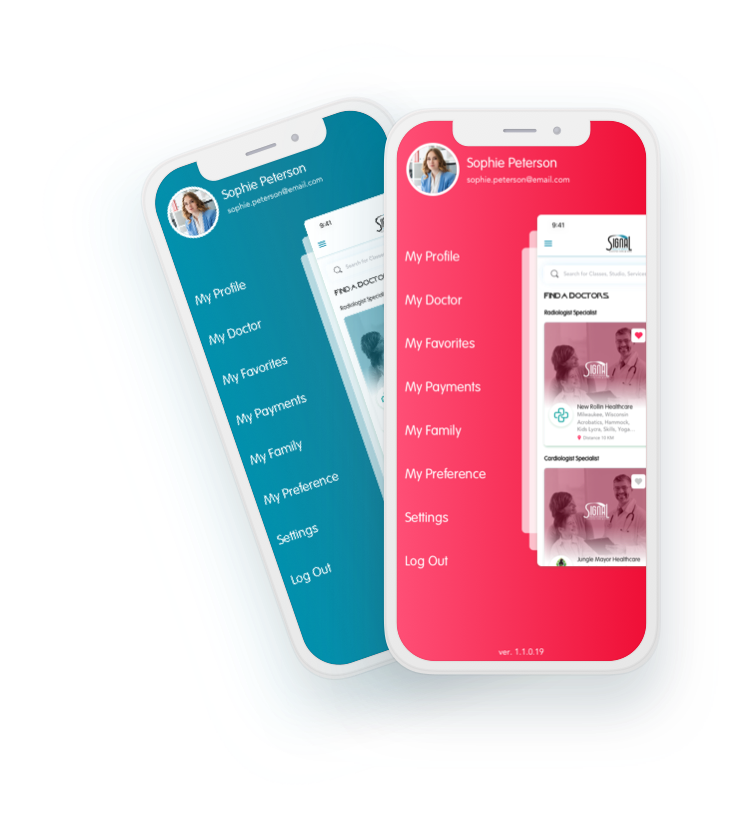 Sophie Peterson
sophie.peterson@email.com
My Profile
My Doctor
My Favorites
My Payments
My Family
My Preference
Settings
Log Out
9:41
Search for Classes
FIND A DOCTORS
Radiologist Specialist
Sophie Peterson
sophie.peterson@email.com
My Profile
My Doctor
My Favorites
My Payments
My Family
My Preference
Settings
Log Out
ver. 1.1.0.19
9:41
SIGNAL
Search for Classes, Studio, Services
FIND A DOCTORS
Radiologist Specialist
SIGNAL
New Rollin Healthcare
Milwaukee, Wisconsin
Acrobatics, Hammock,
Kids Lycra, Skills, Yoga...
Distance 15 KM
Cardiologist Specialist
SIGNAL
Jungle Mayor Healthcare